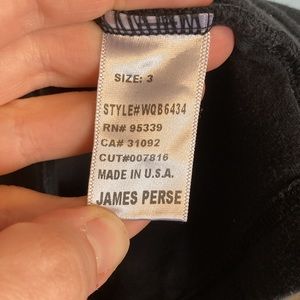 SIZE: 3
STYLE#WQB6434
RN# 95339
CA# 31092
CUT#007816
MADE IN U.S.A.
JAMES PERSE